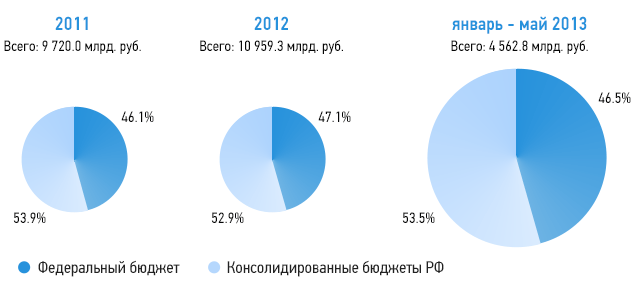 2011
Всего: 9 720.0 млрд. руб.
46.1%
53.9%
2012
Всего: 10 959.3 млрд. руб.
47.1%
52.9%
январь - май 2013
Всего: 4 562.8 млрд. руб.
46.5%
53.5%
Федеральный бюджет
Консолидированные бюджеты РФ